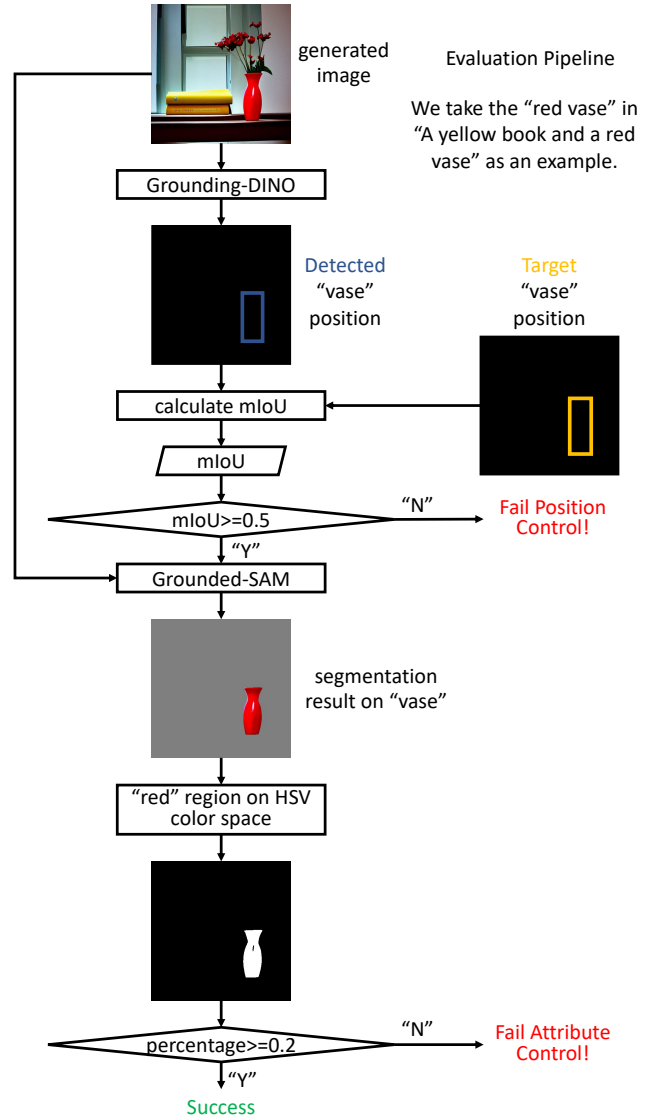 generated
image
Evaluation Pipeline
We take the “red vase” in
“A yellow book and a red
vase” as an example.
Grounding-DINO
Detected
“vase”
position
Target
“vase”
position
calculate mIoU
mIoU
mIoU>=0.5
“N”
Fail Position
Control!
“Y”
Grounded-SAM
segmentation
result on “vase”
“red” region on HSV
color space
percentage>=0.2
“N”
Fail Attribute
Control!
“Y”
Success